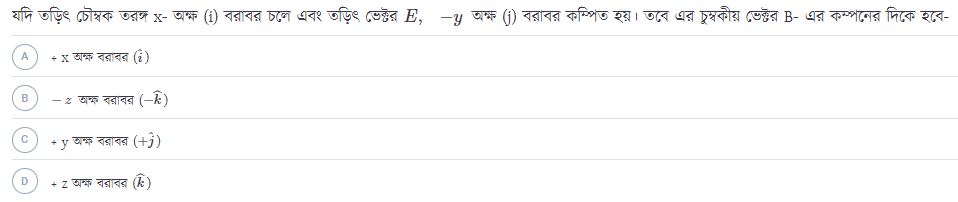 যদি তড়িৎ চৌম্বক তরঙ্গ x- অক্ষ (i) বরাবর চলে এবং তড়িৎ ভেক্টর E, −y অক্ষ (j) বরাবর কম্পিত হয়। তবে এর চুম্বকীয় ভেক্টর B- এর কম্পনের দিকে হবে-
A + x অক্ষ বরাবর (î)
B − z অক্ষ বরাবর (−k̂)
C + y অক্ষ বরাবর (+ĵ)
D + z অক্ষ বরাবর (k̂)